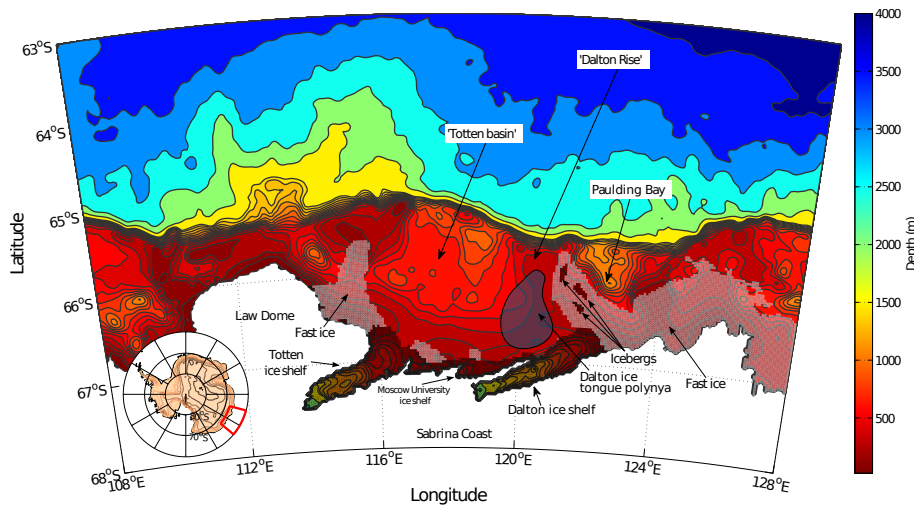 63°S
64°S
65°S
66°S
67°S
68°S
Latitude
'Dalton Rise'
'Totten basin'
Paulding Bay
Law Dome
Fast ice
Totten
ice shelf
Moscow University
ice shelf
Icebergs
Dalton ice
tongue polynya
Fast ice
Dalton ice shelf
Sabrina Coast
80°S
70°S
108°E
112°E
116°E
120°E
124°E
128°E
Longitude
4000
3500
3000
2500
2000
1500
1000
500
Depth (m)